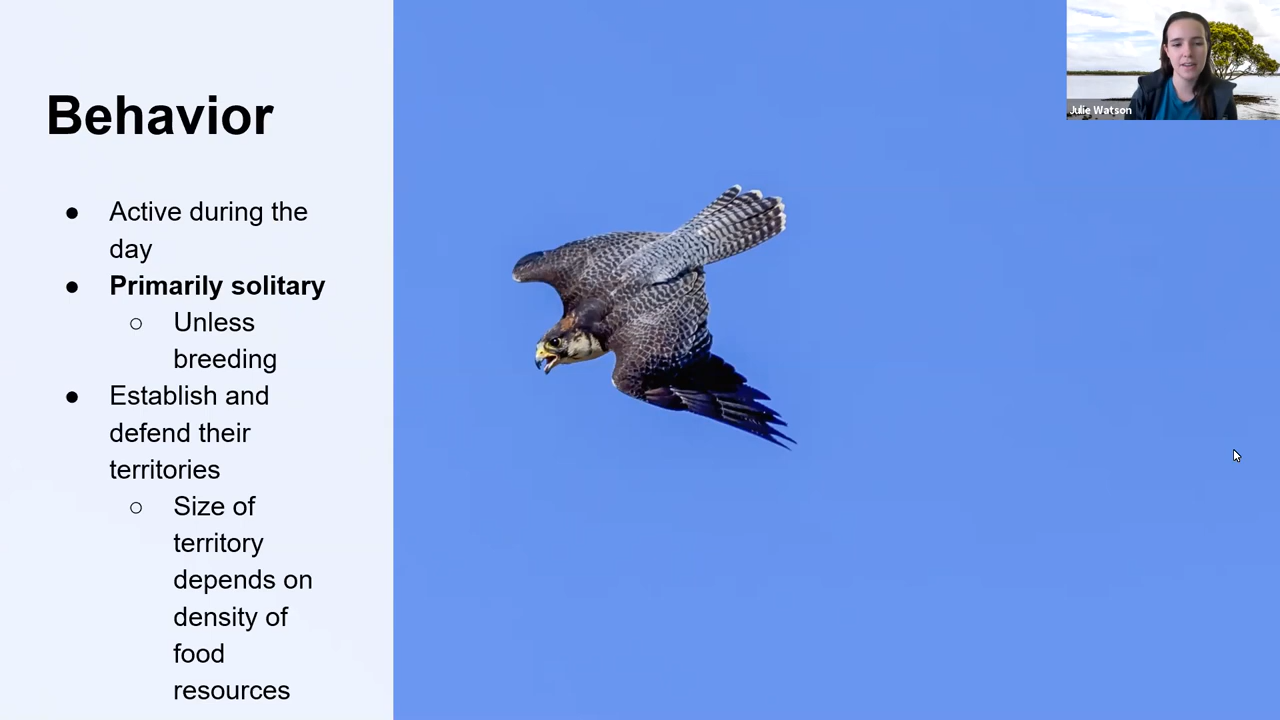 Behavior
● Active during the
day
● Primarily solitary
○ Unless
breeding
● Establish and
defend their
territories
○ Size of
territory
depends on
density of
food
resources
Julie Watson